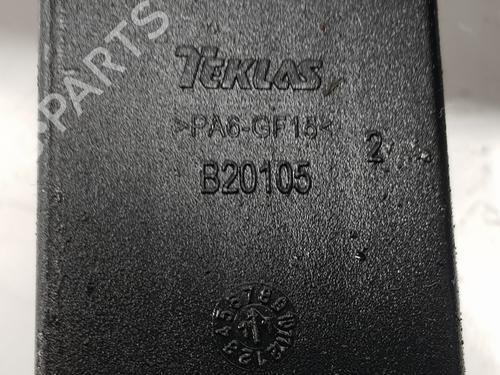 TEKLAS
>PA6-GF15<
2
B20105
PARTS